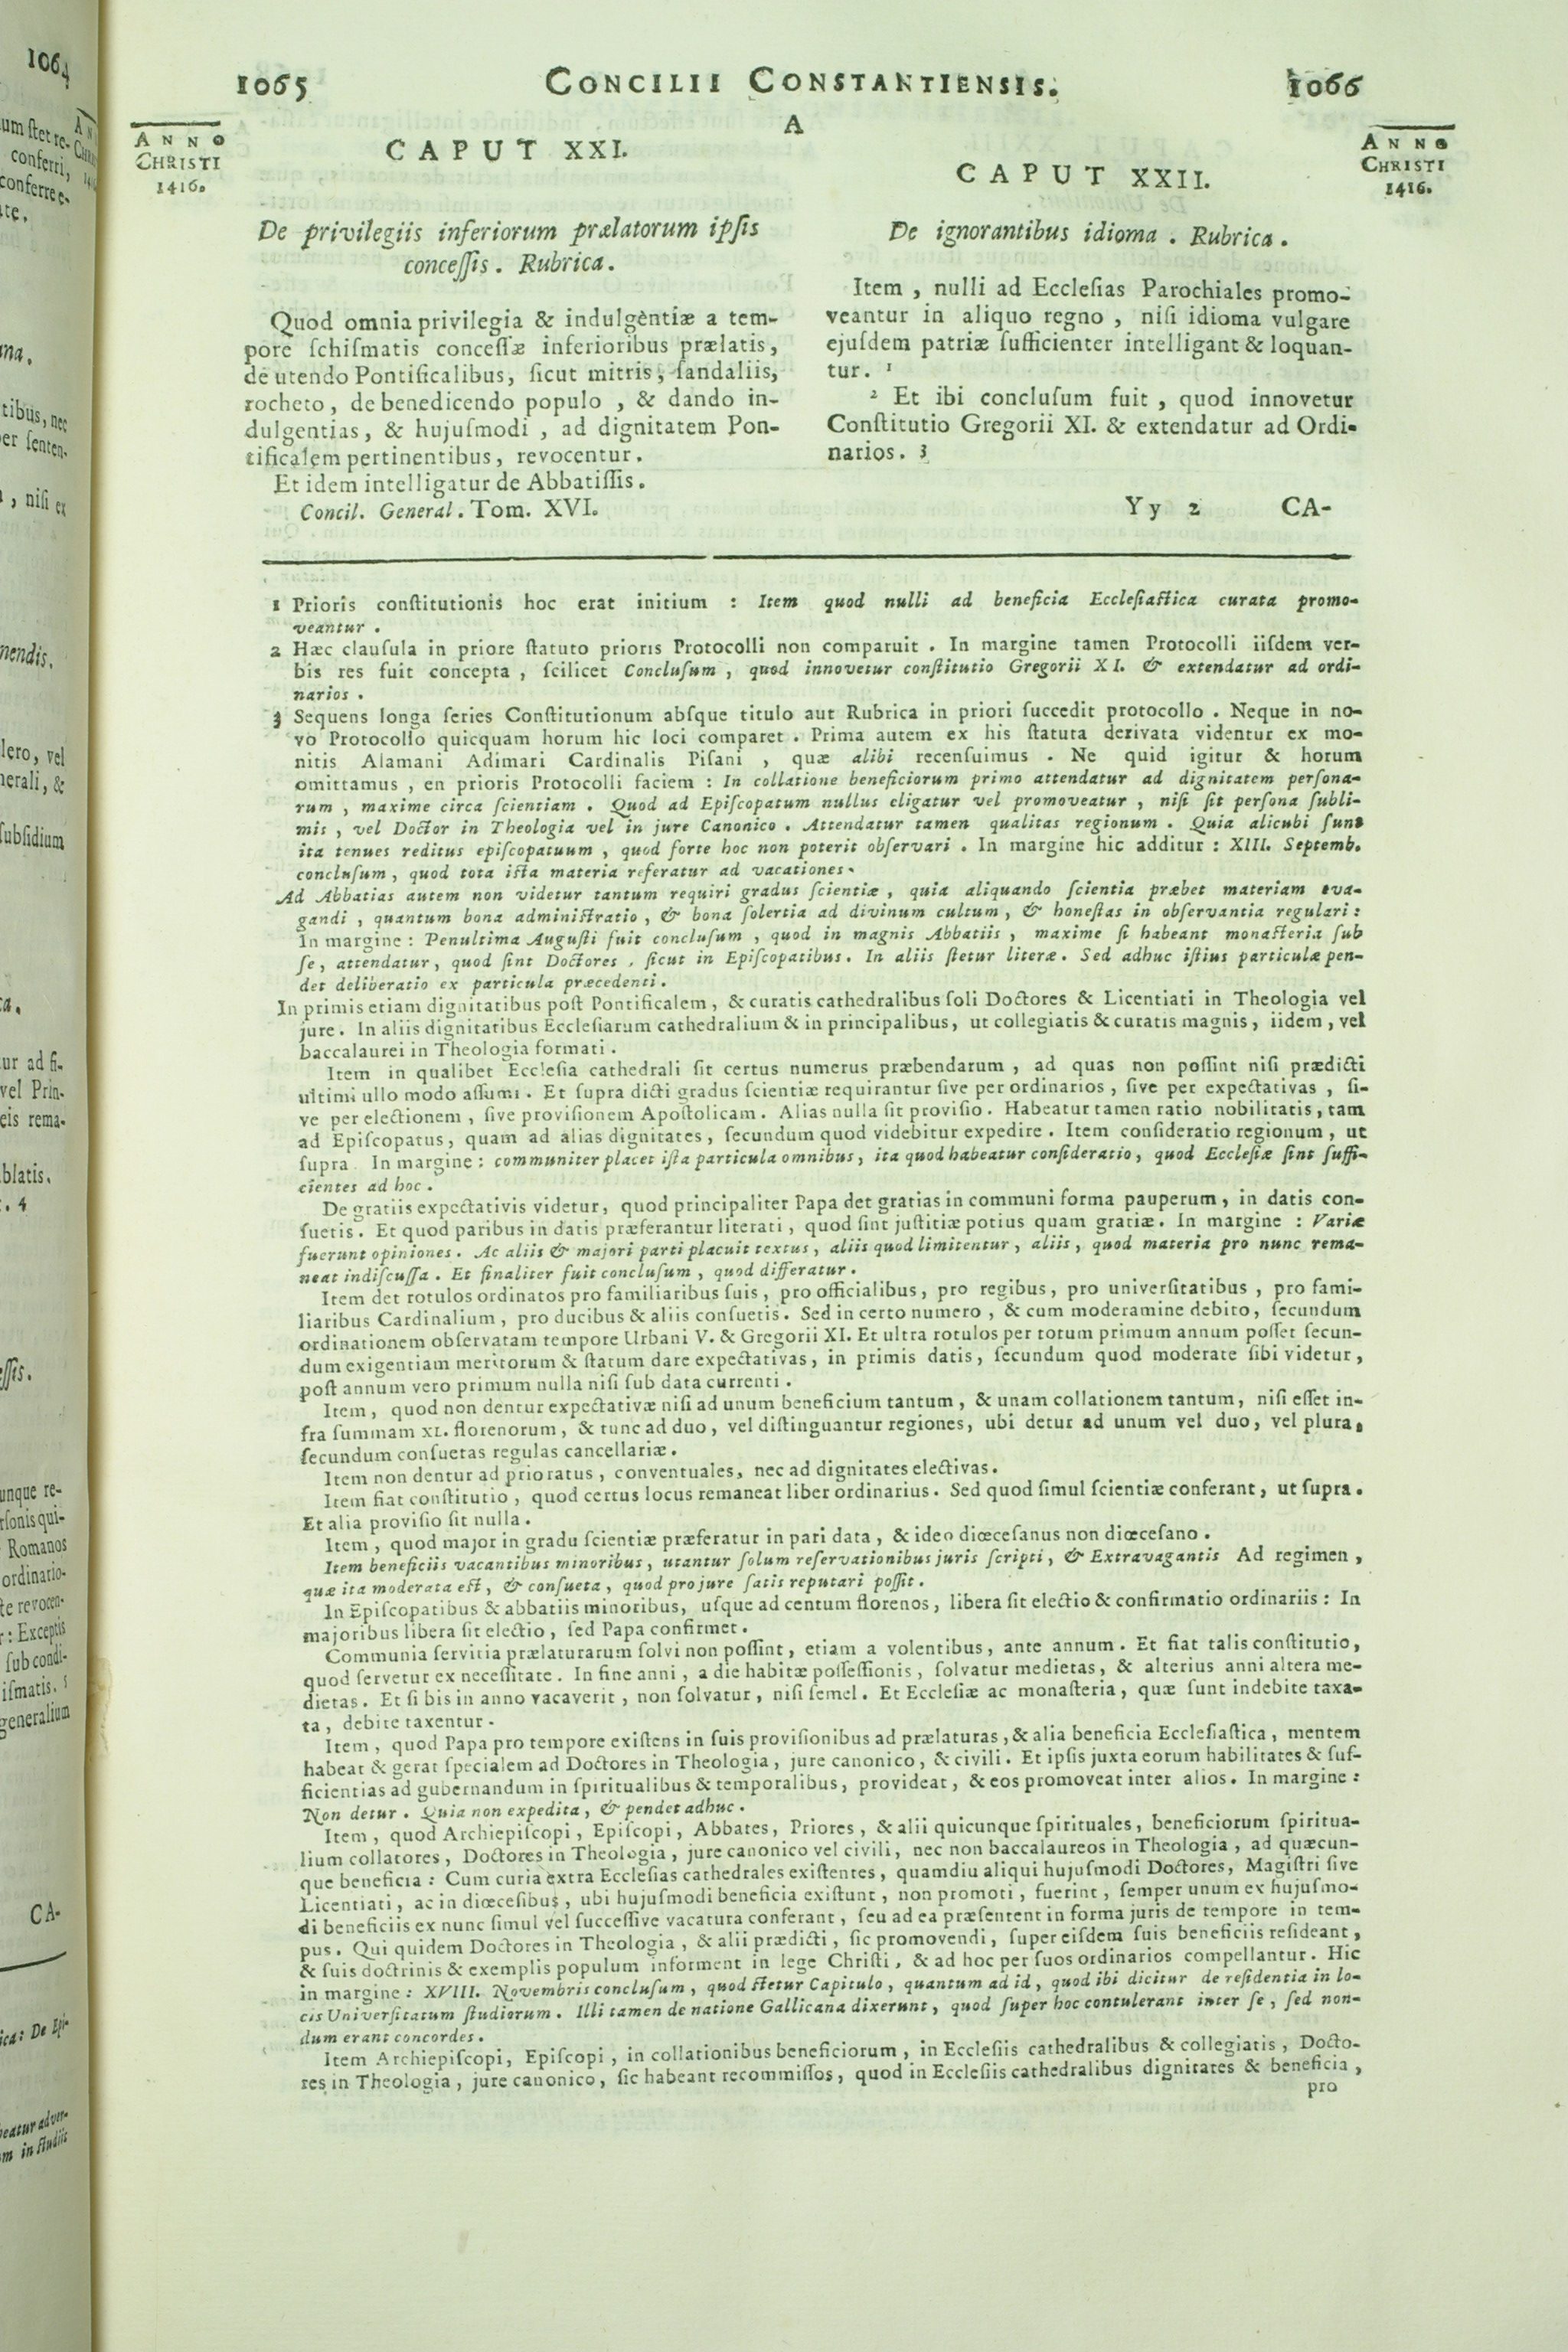 1064
1065 CONCILII CONSTANTIENSIS. 1066
A
ANNO
CHRISTI
1416.
CAPUT XXI.
De privilegiis inferiorum prælatorum ipſis
conceſſis. Rubrica.
Quod omnia privilegia & indulgèntiæ a tem-
pore ſchiſmatis conceſſæ inferioribus prælatis,
de utendo Pontificalibus, ſicut mitris, ſandaliis,
rocheto, de benedicendo populo, & dando in-
dulgentias, & hujuſmodi, ad dignitatem Pon-
tificalem pertinentibus, revocentur.
Et idem intelligatur de Abbatiſſis.
Concil. General. Tom. XVI.
ANNO
CHRISTI
1416.
CAPUT XXII.
De ignorantibus idioma. Rubrica.
Item, nulli ad Eccleſias Parochiales promo-
veantur in aliquo regno, niſi idioma vulgare
ejuſdem patriæ ſufficienter intelligant & loquan-
tur. 1
2 Et ibi concluſum fuit, quod innovetur
Conſtitutio Gregorii XI. & extendatur ad Ordi-
narios. 3
Yy 2 CA-
1 Prioris conſtitutionis hoc erat initium: Item quod nulli ad beneficia Eccleſiaſtica curata promo-
veantur.
2 Hæc clauſula in priore ſtatuto prioris Protocolli non comparuit. In margine tamen Protocolli iiſdem ver-
bis res fuit concepta, ſcilicet Concluſum, quod innovetur conſtitutio Gregorii XI. & extendatur ad ordi-
narios.
3 Sequens longa ſeries Conſtitutionum abſque titulo aut Rubrica in priori ſuccedit protocollo. Neque in no-
vo Protocollo quicquam horum hic loci comparet. Prima autem ex his ſtatuta derivata videntur ex mo-
nitis Alamani Adimari Cardinalis Piſani, quæ alibi recenſuimus. Ne quid igitur & horum
omittamus, en prioris Protocolli faciem: In collatione beneficiorum primo attendatur ad dignitatem perſona-
rum, maxime circa ſcientiam. Quod ad Epiſcopatum nullus eligatur vel promoveatur, niſi ſit perſona ſubli-
mis, vel Doctor in Theologia vel in jure Canonico. Attendatur tamen qualitas regionum. Quia alicubi ſunt
ita tenues reditus epiſcopatuum, quod forte hoc non poterit obſervari. In margine hic additur: XIII. Septemb.
concluſum, quod tota iſta materia referatur ad vacationes.
Ad Abbatias autem non videtur tantum requiri gradus ſcientiæ, quia aliquando ſcientia præbet materiam eva-
gandi, quantum bona adminiſtratio, & bona ſolertia ad divinum cultum, & honeſtas in obſervantia regulari:
In margine: Penultima Auguſti fuit concluſum, quod in magnis Abbatiis, maxime ſi habeant monaſteria ſub
ſe, attendatur, quod ſint Doctores, ſicut in Epiſcopatibus. In aliis ſtetur literæ. Sed adhuc iſtius particulæ pen-
det deliberatio ex particula præcedenti.
In primis etiam dignitatibus poſt Pontificalem, & curatis cathedralibus ſoli Doctores & Licentiati in Theologia vel
jure. In aliis dignitatibus Eccleſiarum cathedralium & in principalibus, ut collegiatis & curatis magnis, iidem, vel
baccalaurei in Theologia formati.
Item in qualibet Eccleſia cathedrali ſit certus numerus præbendarum, ad quas non poſſint niſi prædicti
ultimi ullo modo aſſumi. Et ſupra dicti gradus ſcientiæ requirantur ſive per ordinarios, ſive per expectativas, ſi-
ve per electionem, ſive proviſionem Apoſtolicam. Alias nulla ſit proviſio. Habeatur tamen ratio nobilitatis, tam
ad Epiſcopatus, quam ad alias dignitates, ſecundum quod videbitur expedire. Item conſideratio regionum, ut
ſupra. In margine: communiter placet iſta particula omnibus, ita quod habeatur conſideratio, quod Eccleſiæ ſint ſuffi-
cientes ad hoc.
De gratiis expectativis videtur, quod principaliter Papa det gratias in communi forma pauperum, in datis con-
ſuetis. Et quod paribus in datis præferantur literati, quod ſint juſtitiæ potius quam gratiæ. In margine: Variæ
fuerunt opiniones. Ac aliis & majori parti placuit textus, aliis quod limitentur, aliis, quod materia pro nunc rema-
neat indiſcuſſa. Et finaliter fuit concluſum, quod differatur.
Item det rotulos ordinatos pro familiaribus ſuis, pro officialibus, pro regibus, pro univerſitatibus, pro fami-
liaribus Cardinalium, pro ducibus & aliis conſuetis. Sed in certo numero, & cum moderamine debito, ſecundum
ordinationem obſervatam tempore Urbani V. & Gregorii XI. Et ultra rotulos per totum primum annum poſſet ſecun-
dum exigentiam meritorum & ſtatum dare expectativas, in primis datis, ſecundum quod moderate ſibi videtur,
poſt annum vero primum nulla niſi ſub data currenti.
Item, quod non dentur expectativæ niſi ad unum beneficium tantum, & unam collationem tantum, niſi eſſet in-
fra ſummam XL. florenorum, & tunc ad duo, vel diſtinguantur regiones, ubi detur ad unum vel duo, vel plura,
ſecundum conſuetas regulas cancellariæ.
Item non dentur ad prioratus, conventuales, nec ad dignitates electivas.
Item fiat conſtitutio, quod certus locus remaneat liber ordinarius. Sed quod ſimul ſcientiæ conferant, ut ſupra.
Et alia proviſio ſit nulla.
Item, quod major in gradu ſcientiæ præferatur in pari data, & ideo diœceſanus non diœceſano.
Item beneficiis vacantibus minoribus, utantur ſolum reſervationibus juris ſcripti, & Extravagantis Ad regimen,
quæ ita moderata eſt, & conſueta, quod pro jure ſatis reputari poſſit.
In Epiſcopatibus & abbatiis minoribus, uſque ad centum florenos, libera ſit electio & confirmatio ordinariis: In
majoribus libera ſit electio, ſed Papa confirmet.
Communia ſervitia prælaturarum ſolvi non poſſint, etiam a volentibus, ante annum. Et fiat talis conſtitutio,
quod ſervetur ex neceſſitate. In fine anni, a die habitæ poſſeſſionis, ſolvatur medietas, & alterius anni altera me-
dietas. Et ſi bis in anno vacaverit, non ſolvatur, niſi ſemel. Et Eccleſiæ ac monaſteria, quæ ſunt indebite taxa-
ta, debite taxentur.
Item, quod Papa pro tempore exiſtens in ſuis proviſionibus ad prælaturas, & alia beneficia Eccleſiaſtica, mentem
habeat & gerat ſpecialem ad Doctores in Theologia, jure canonico, & civili. Et ipſis juxta eorum habilitates & ſuf-
ficientias ad gubernandum in ſpiritualibus & temporalibus, provideat, & eos promoveat inter alios. In margine:
Non detur. Quia non expedita, & pendet adhuc.
Item, quod Archiepiſcopi, Epiſcopi, Abbates, Priores, & alii quicunque ſpirituales, beneficiorum ſpiritua-
lium collatores, Doctores in Theologia, jure canonico vel civili, nec non baccalaureos in Theologia, ad quæcun-
que beneficia: Cum curia extra Eccleſias cathedrales exiſtentes, quamdiu aliqui hujuſmodi Doctores, Magiſtri ſive
Licentiati, ac in diœceſibus, ubi hujuſmodi beneficia exiſtunt, non promoti, fuerint, ſemper unum ex hujuſmo-
di beneficiis ex nunc ſimul vel ſucceſſive vacatura conferant, ſeu ad ea præſentent in forma juris de tempore in tem-
pus. Qui quidem Doctores in Theologia, & alii prædicti, ſic promovendi, ſuper eiſdem ſuis beneficiis reſideant,
& ſuis doctrinis & exemplis populum informent in lege Chriſti, & ad hoc per ſuos ordinarios compellantur. Hic
in margine: XVIII. Novembris concluſum, quod ſtetur Capitulo, quantum ad id, quod ibi dicitur de reſidentia in lo-
cis Univerſitatum ſtudiorum. Illi tamen de natione Gallicana dixerunt, quod ſuper hoc contulerant inter ſe, ſed non-
dum erant concordes.
Item Archiepiſcopi, Epiſcopi, in collationibus beneficiorum, in Eccleſiis cathedralibus & collegiatis, Docto-
res in Theologia, jure canonico, ſic habeant recommiſſos, quod in Eccleſiis cathedralibus dignitates & beneficia,
pro